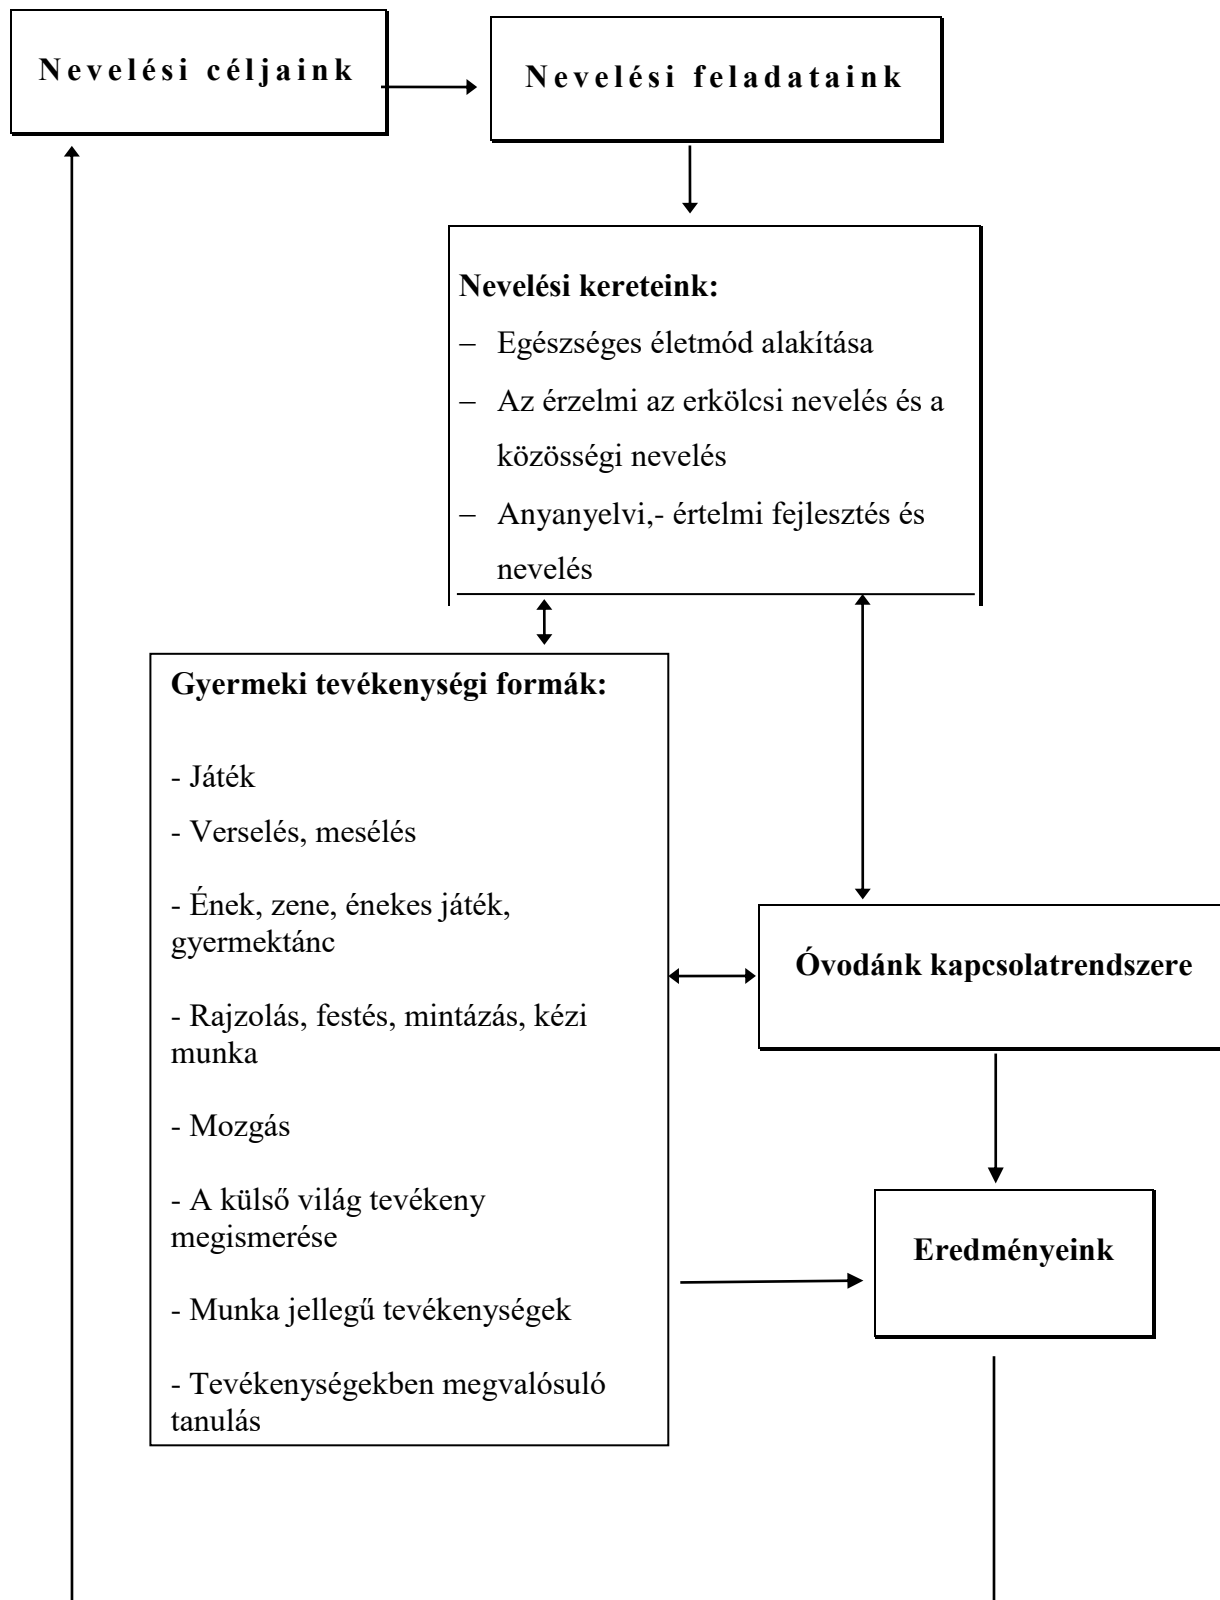 Nevelési céljaink
Nevelési feladataink
Nevelési kereteink:
– Egészséges életmód alakítása
– Az érzelmi az erkölcsi nevelés és a
közösségi nevelés
– Anyanyelvi,- értelmi fejlesztés és
nevelés
Gyermeki tevékenységi formák:
- Játék
- Verselés, mesélés
- Ének, zene, énekes játék,
gyermektánc
- Rajzolás, festés, mintázás, kézi
munka
- Mozgás
- A külső világ tevékeny
megismerése
- Munka jellegű tevékenységek
- Tevékenységekben megvalósuló
tanulás
Óvodánk kapcsolatrendszere
Eredményeink